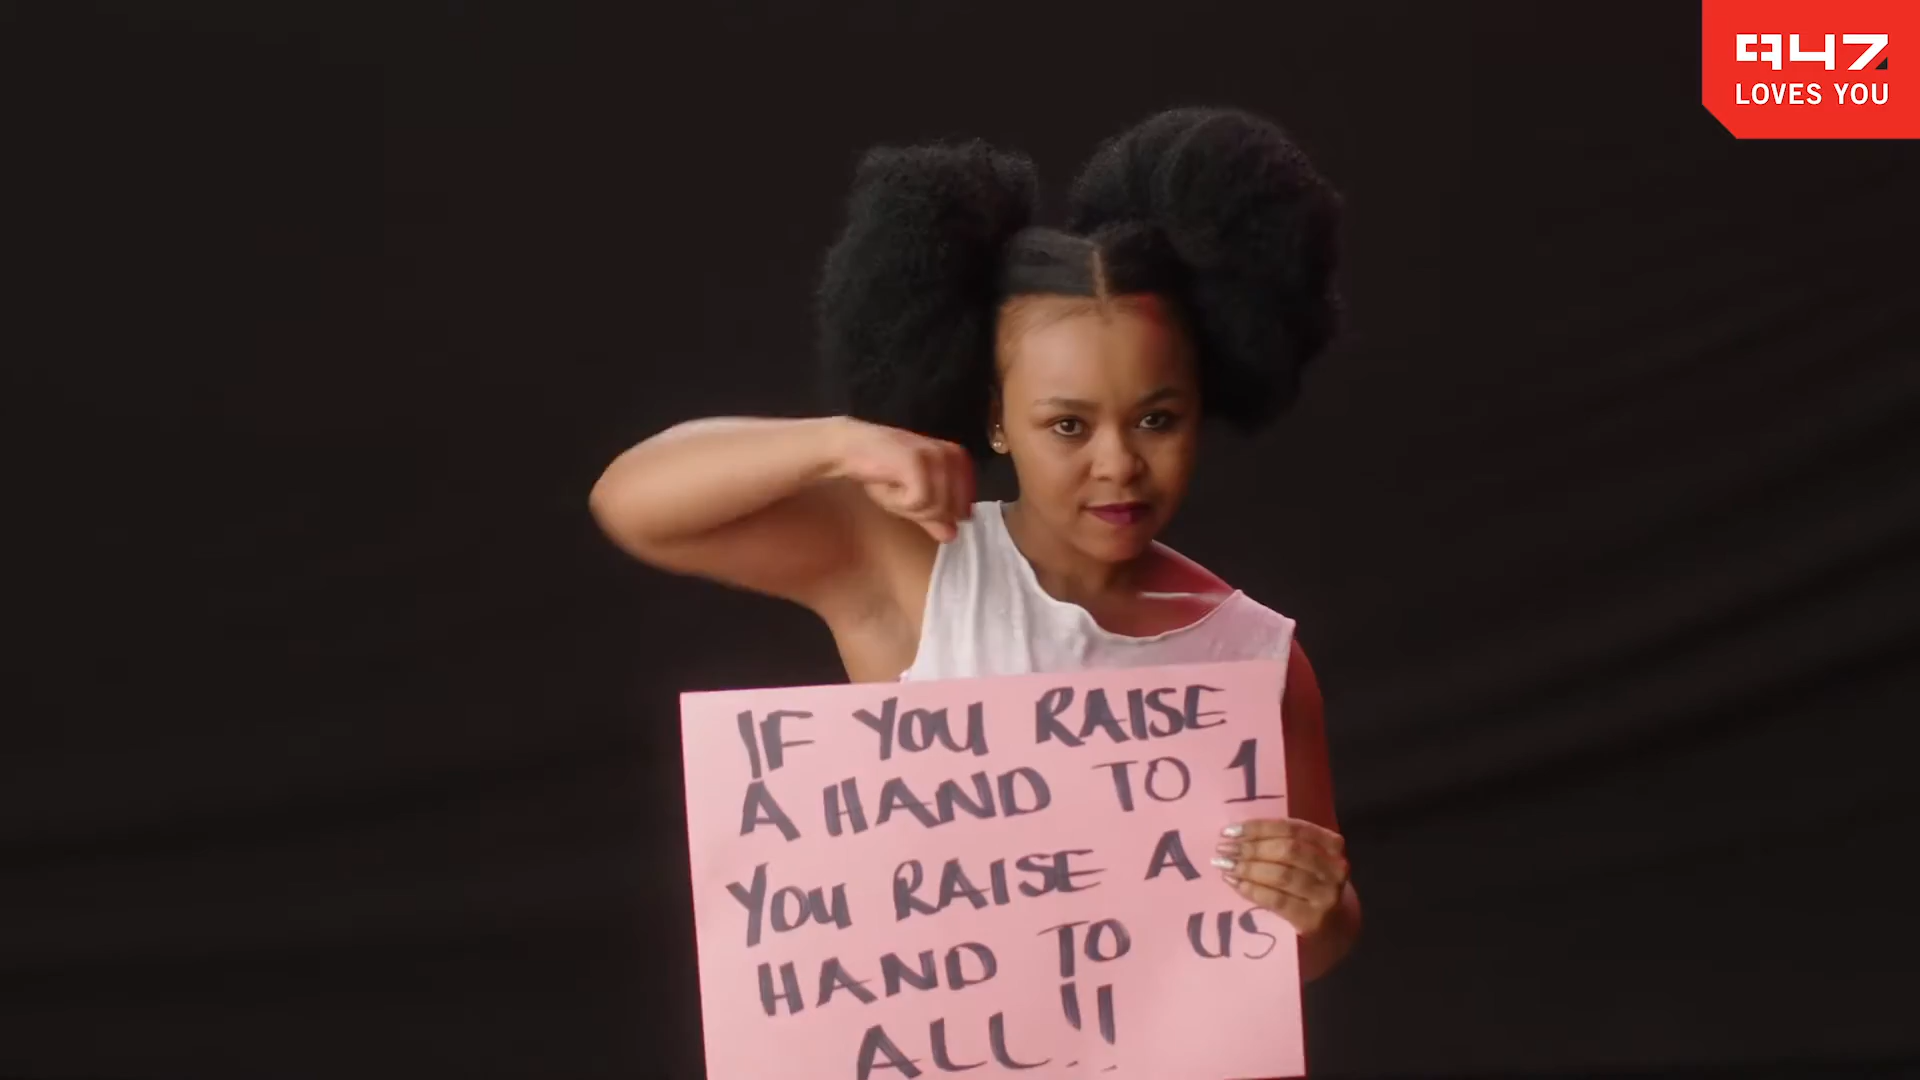 947
LOVES YOU
IF YOU RAISE
A HAND TO 1
YOU RAISE A
HAND TO US
ALL!!